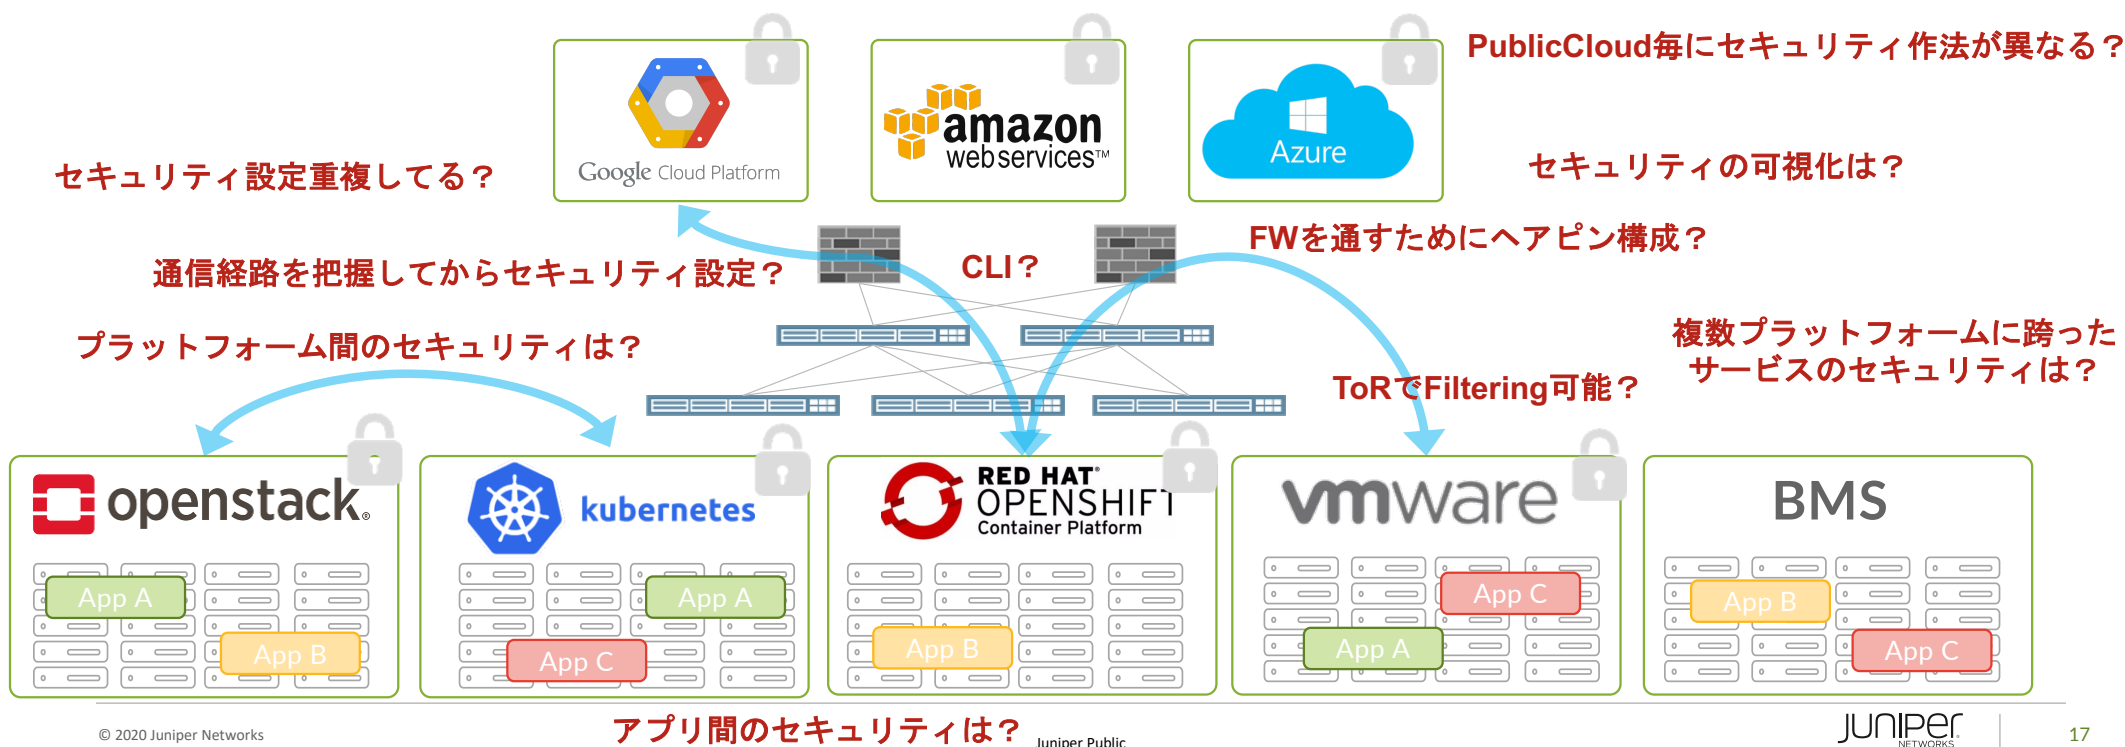 PublicCloud毎にセキュリティ作法が異なる？
Google Cloud Platform
amazon
webservices™
Azure
セキュリティ設定重複してる？
セキュリティの可視化は？
FWを通すためにヘアピン構成？
通信経路を把握してからセキュリティ設定？
CLI？
プラットフォーム間のセキュリティは？
複数プラットフォームに跨った
サービスのセキュリティは？
ToRでFiltering可能？
openstack®
kubernetes
RED HAT®
OPENSHIFT
Container Platform
vmware
BMS
App A
App B
App A
App C
App B
App C
App A
App B
App C
アプリ間のセキュリティは？
© 2020 Juniper Networks
Juniper Public
JUNIPER
NETWORKS
17